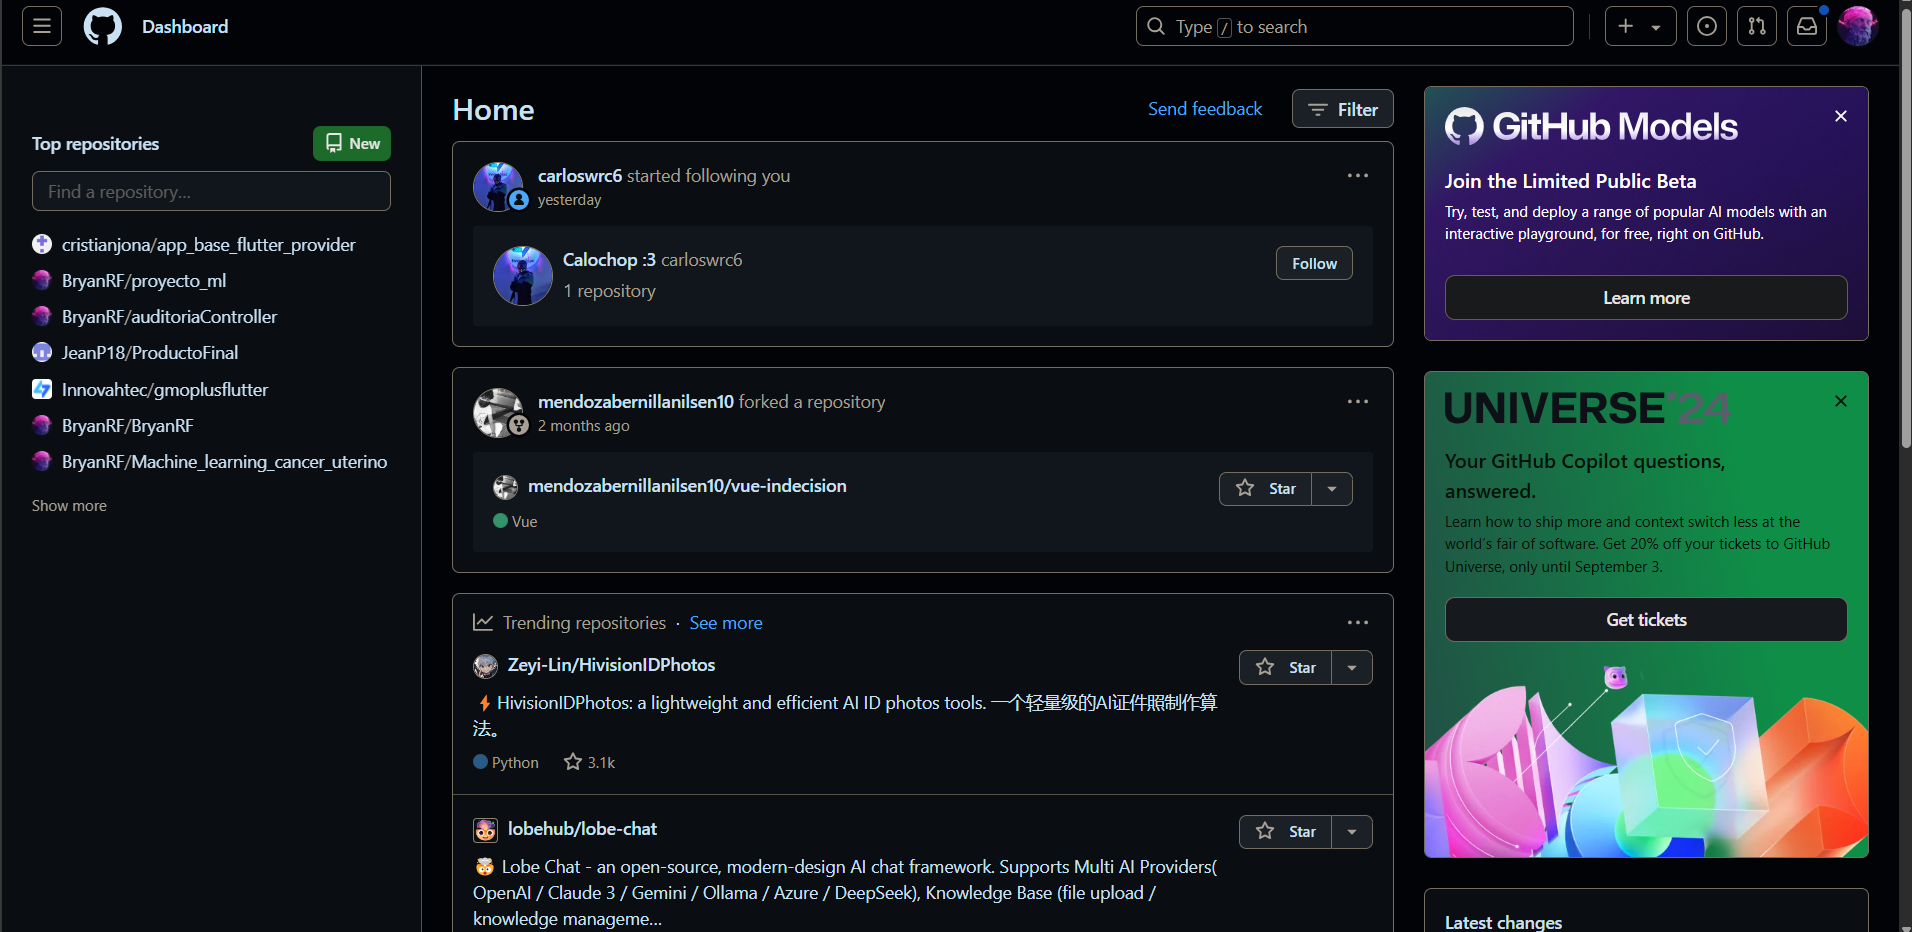 Dashboard
Type / to search
Top repositories
New
Find a repository...
cristianjona/app_base_flutter_provider
BryanRF/proyecto_ml
BryanRF/auditoriaController
JeanP18/ProductoFinal
Innovahtec/gmoplusflutter
BryanRF/BryanRF
BryanRF/Machine_learning_cancer_uterino
Show more
Home
Send feedback
Filter
carloswrc6 started following you
yesterday
Calochop :3 carloswrc6
1 repository
Follow
mendozabernillanilsen10 forked a repository
2 months ago
mendozabernillanilsen10/vue-indecision
Star
Vue
Trending repositories · See more
Zeyi-Lin/HivisionIDPhotos
Star
⚡HivisionIDPhotos: a lightweight and efficient AI ID photos tools. 一个轻量级的AI证件照制作算
法。
Python
3.1k
lobehub/lobe-chat
Star
🤯 Lobe Chat - an open-source, modern-design AI chat framework. Supports Multi AI Providers(
OpenAI / Claude 3 / Gemini / Ollama / Azure / DeepSeek), Knowledge Base (file upload /
knowledge manageme...
GitHub Models
Join the Limited Public Beta
Try, test, and deploy a range of popular AI models with an
interactive playground, for free, right on GitHub.
Learn more
UNIVERSE'24
Your GitHub Copilot questions,
answered.
Learn how to ship more and context switch less at the
world's fair of software. Get 20% off your tickets to GitHub
Universe, only until September 3.
Get tickets
Latest changes